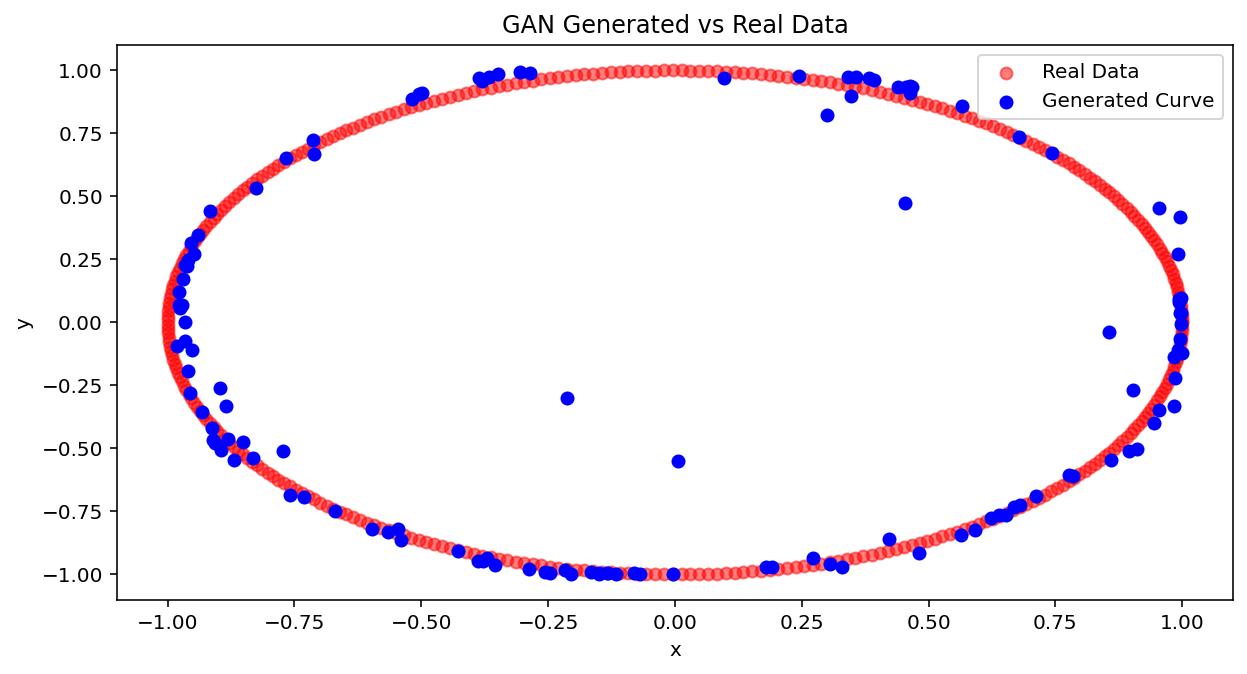 GAN Generated vs Real Data
Real Data
Generated Curve
1.00
0.75
0.50
0.25
0.00
−0.25
−0.50
−0.75
−1.00
y
−1.00 −0.75 −0.50 −0.25 0.00 0.25 0.50 0.75 1.00
x